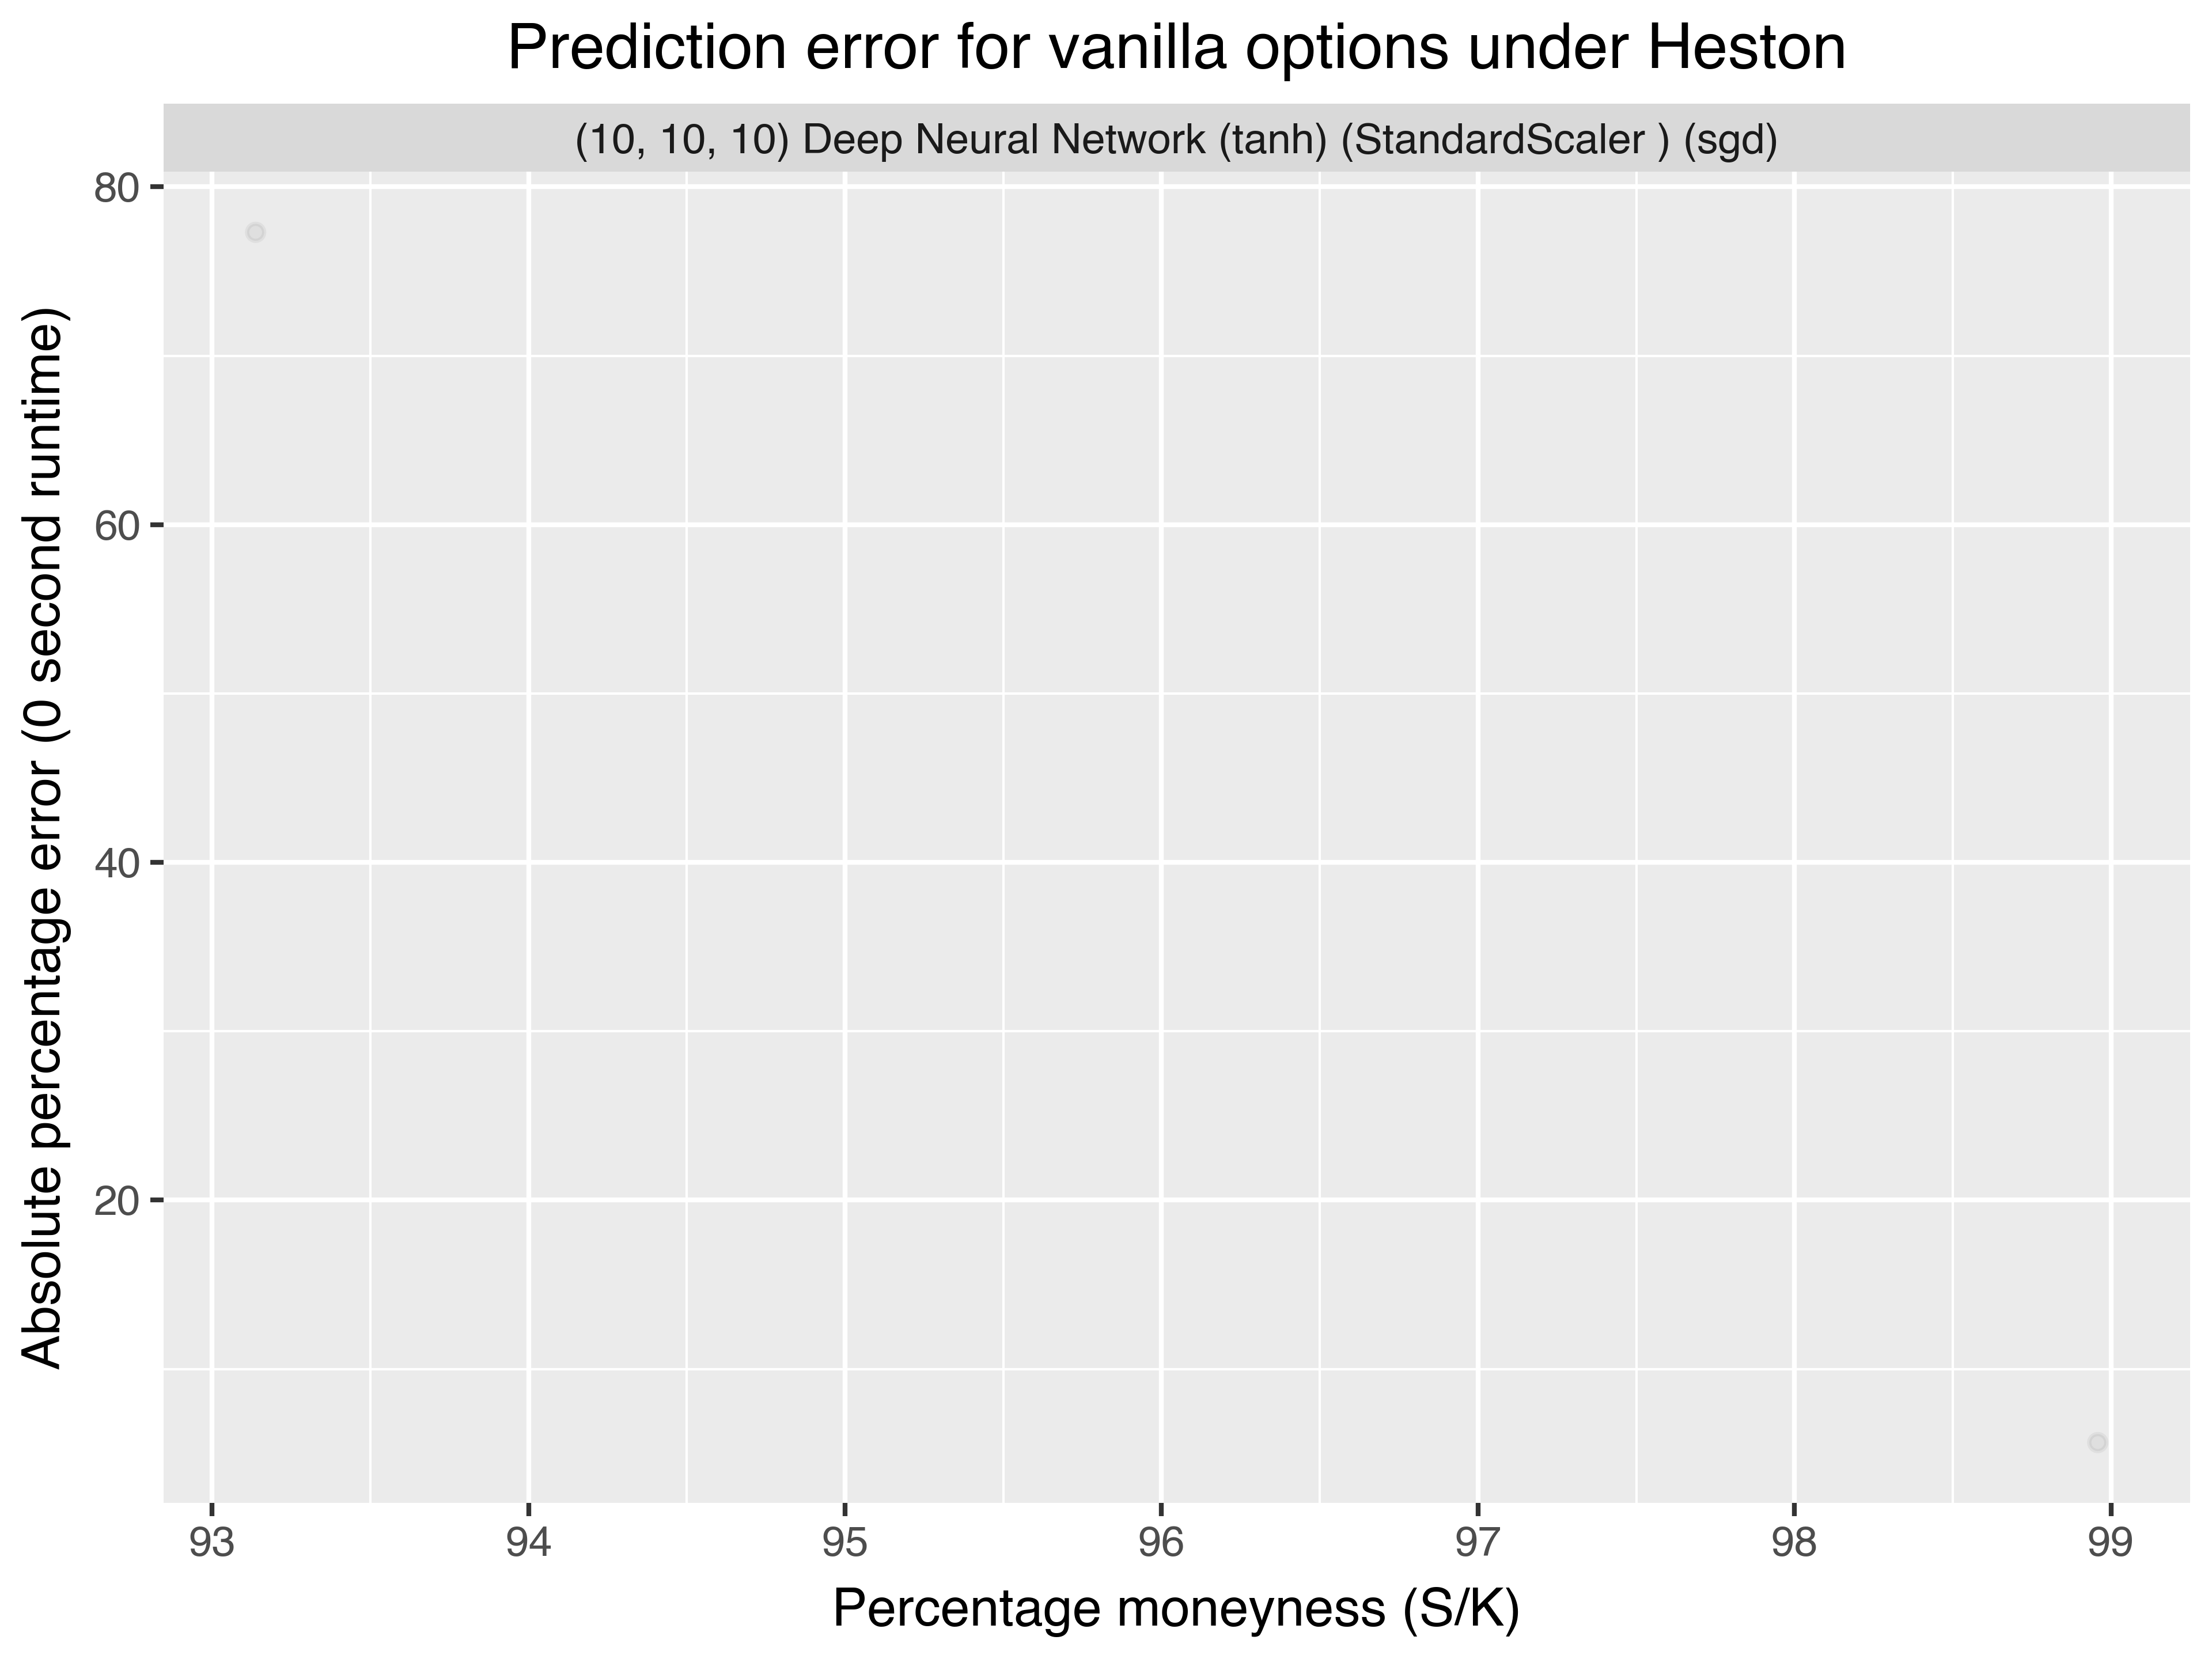 Prediction error for vanilla options under Heston
(10, 10, 10) Deep Neural Network (tanh) (StandardScaler ) (sgd)
Absolute percentage error (0 second runtime)
80
60
40
20
93 94 95 96 97 98 99
Percentage moneyness (S/K)